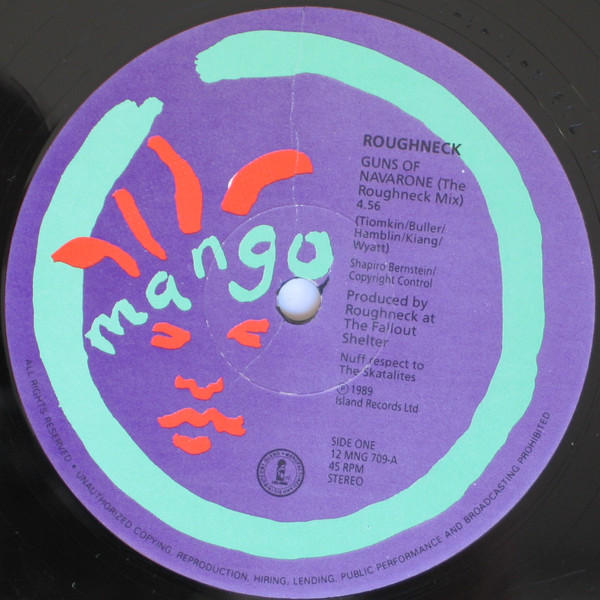 mango
ROUGHNECK
GUNS OF
NAVARONE (The
Roughneck Mix)
4.56
(Tiomkin/Buller/
Hamblin/Kiang/
Wyatt)
Shapiro Bernstein/
Copyright Control
Produced by
Roughneck at
The Fallout
Shelter
Nuff respect to
The Skatalites
℗ 1989
Island Records Ltd
SIDE ONE
12 MNG 709-A
45 RPM
STEREO
ALL RIGHTS RESERVED • UNAUTHORIZED COPYING, REPRODUCTION, HIRING, LENDING, PUBLIC PERFORMANCE AND BROADCASTING PROHIBITED